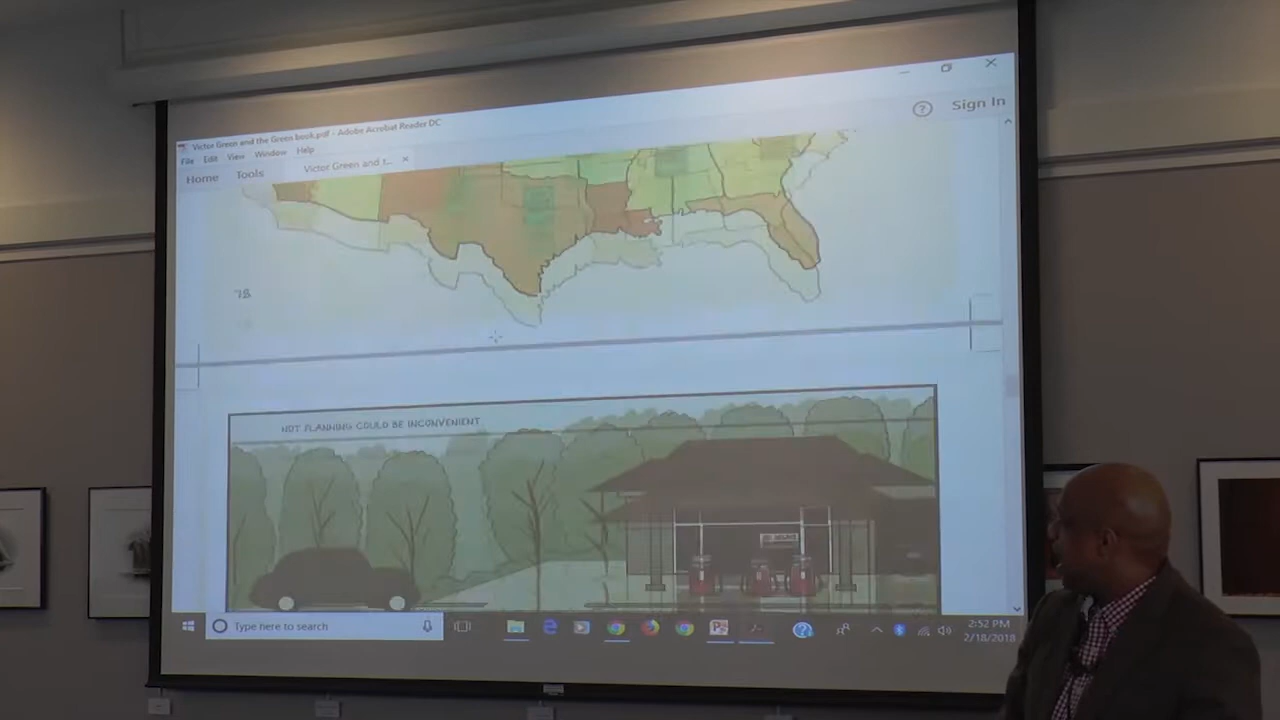 Victor Green and the Green book.pdf - Adobe Acrobat Reader DC
File Edit View Window Help
Home Tools Victor Green and t... ×
Sign In
78
NOT PLANNING COULD BE INCONVENIENT
Type here to search
2:52 PM
2/18/2018